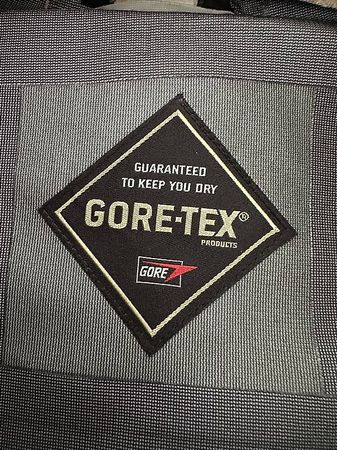 GUARANTEED
TO KEEP YOU DRY
GORE-TEX®
PRODUCTS
GORE